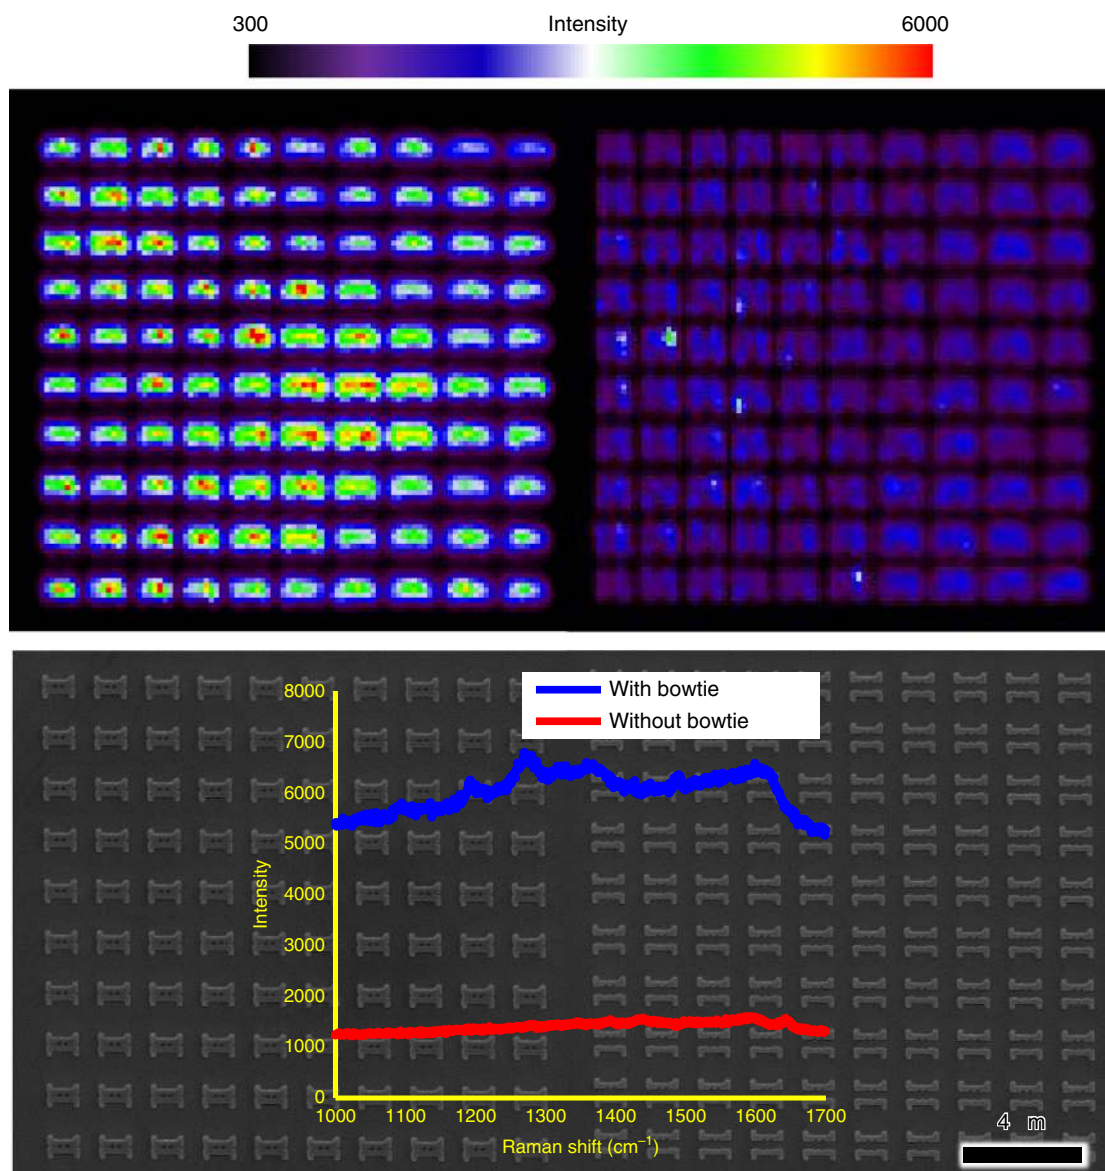 300 Intensity 6000
With bowtie
Without bowtie
8000
7000
6000
5000
4000
3000
2000
1000
0
Intensity
1000 1100 1200 1300 1400 1500 1600 1700
Raman shift (cm⁻¹)
4 m